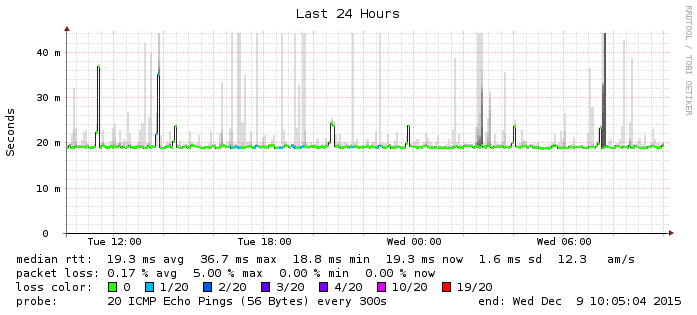 Last 24 Hours
RRDTOOL / TOBI OETIKER
Seconds
40 m
30 m
20 m
10 m
0
Tue 12:00 Tue 18:00 Wed 00:00 Wed 06:00
median rtt: 19.3 ms avg 36.7 ms max 18.8 ms min 19.3 ms now 1.6 ms sd 12.3 am/s
packet loss: 0.17 % avg 5.00 % max 0.00 % min 0.00 % now
loss color: 0 1/20 2/20 3/20 4/20 10/20 19/20
probe: 20 ICMP Echo Pings (56 Bytes) every 300s end: Wed Dec 9 10:05:04 2015